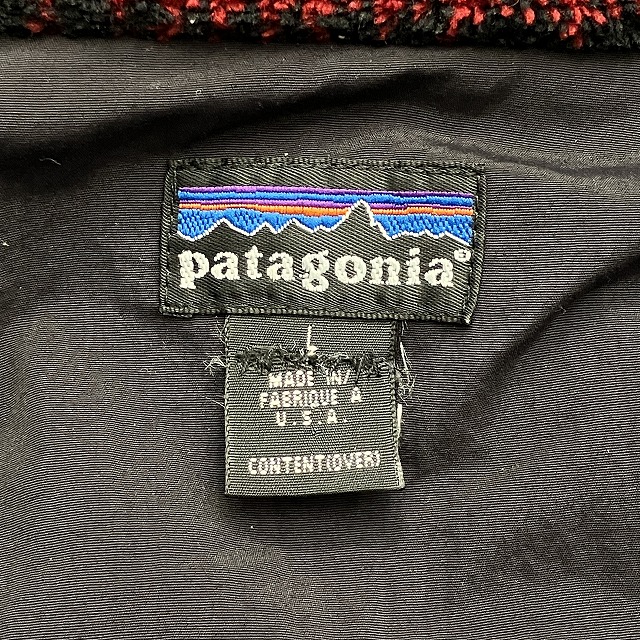 patagonia®
L
MADE IN/
FABRIQUE A
U.S.A.
CONTENT(OVER)